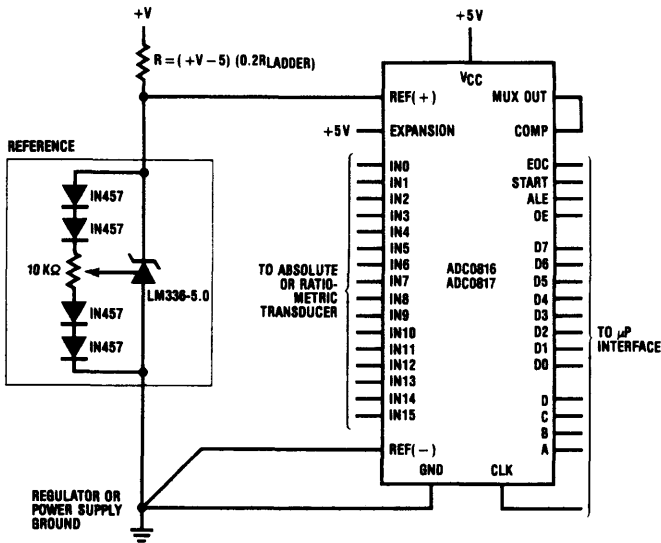 +V
+5V
R = (+V−5) (0.2RLADDER)
VCC
REF(+)
MUX OUT
+5V
EXPANSION
COMP
REFERENCE
IN457
IN457
10 KΩ
LM336-5.0
IN457
IN457
TO ABSOLUTE
OR RATIO-
METRIC
TRANSDUCER
IN0
IN1
IN2
IN3
IN4
IN5
IN6
IN7
IN8
IN9
IN10
IN11
IN12
IN13
IN14
IN15
ADC0816
ADC0817
EOC
START
ALE
OE
D7
D6
D5
D4
D3
D2
D1
D0
D
C
B
A
TO μP
INTERFACE
REF(−)
GND
CLK
REGULATOR OR
POWER SUPPLY
GROUND